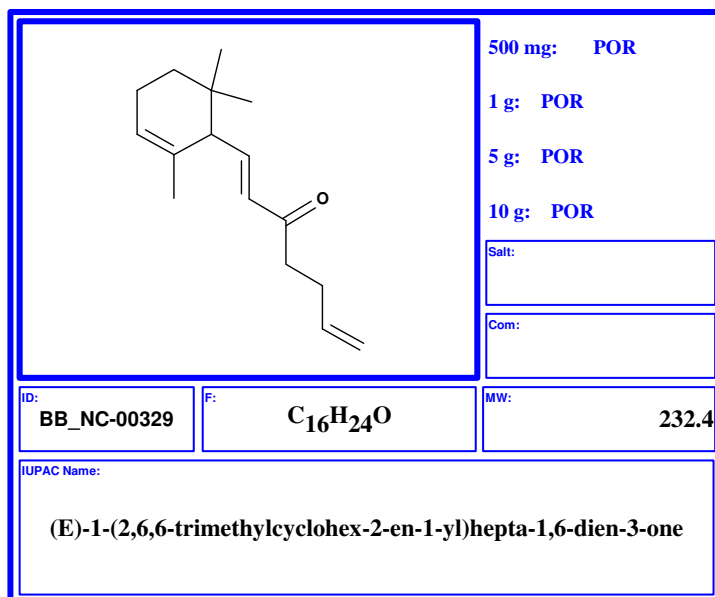 500 mg: POR
1 g: POR
5 g: POR
10 g: POR
O
Salt:
Com:
ID:
BB_NC-00329
F:
C16H24O
MW:
232.4
IUPAC Name:
(E)-1-(2,6,6-trimethylcyclohex-2-en-1-yl)hepta-1,6-dien-3-one